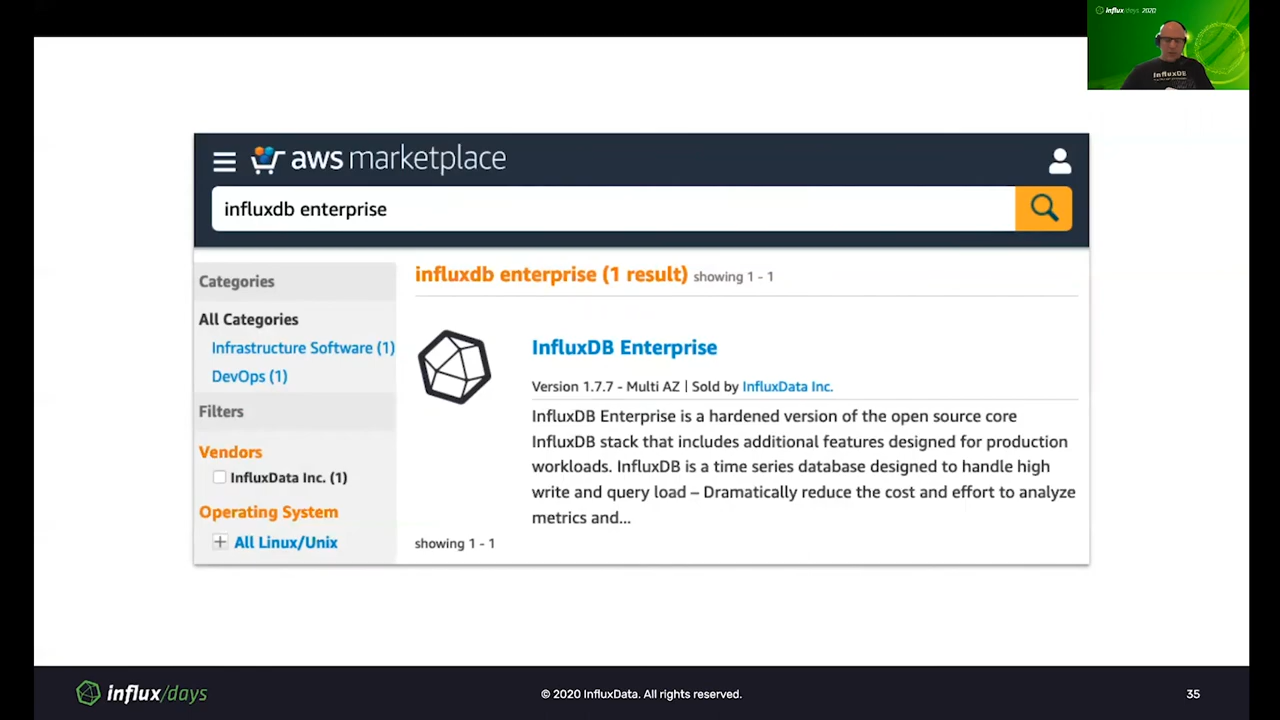 influx/days 2020
InfluxDB
aws marketplace
influxdb enterprise
Categories
All Categories
Infrastructure Software (1)
DevOps (1)
Filters
Vendors
InfluxData Inc. (1)
Operating System
All Linux/Unix
influxdb enterprise (1 result) showing 1 - 1
InfluxDB Enterprise
Version 1.7.7 - Multi AZ | Sold by InfluxData Inc.
InfluxDB Enterprise is a hardened version of the open source core
InfluxDB stack that includes additional features designed for production
workloads. InfluxDB is a time series database designed to handle high
write and query load – Dramatically reduce the cost and effort to analyze
metrics and...
showing 1 - 1
influx/days
© 2020 InfluxData. All rights reserved.
35